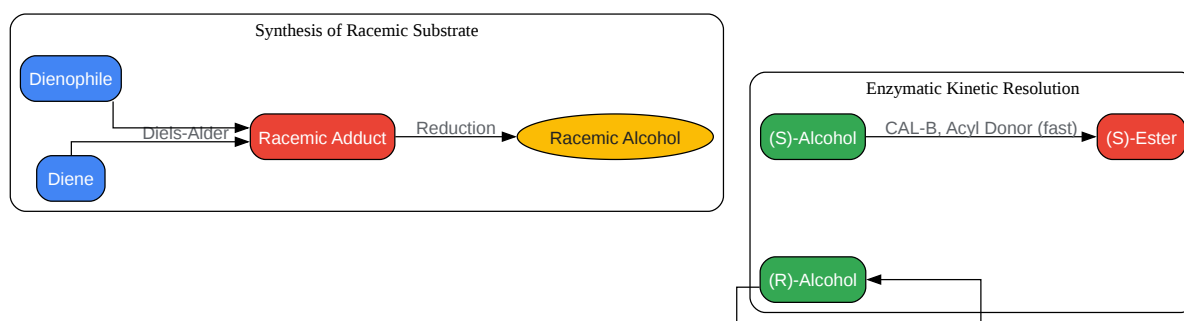 Synthesis of Racemic Substrate
Dienophile
Diels-Alder
Diene
Racemic Adduct
Reduction
Racemic Alcohol
Enzymatic Kinetic Resolution
(S)-Alcohol
CAL-B, Acyl Donor (fast)
(S)-Ester
(R)-Alcohol